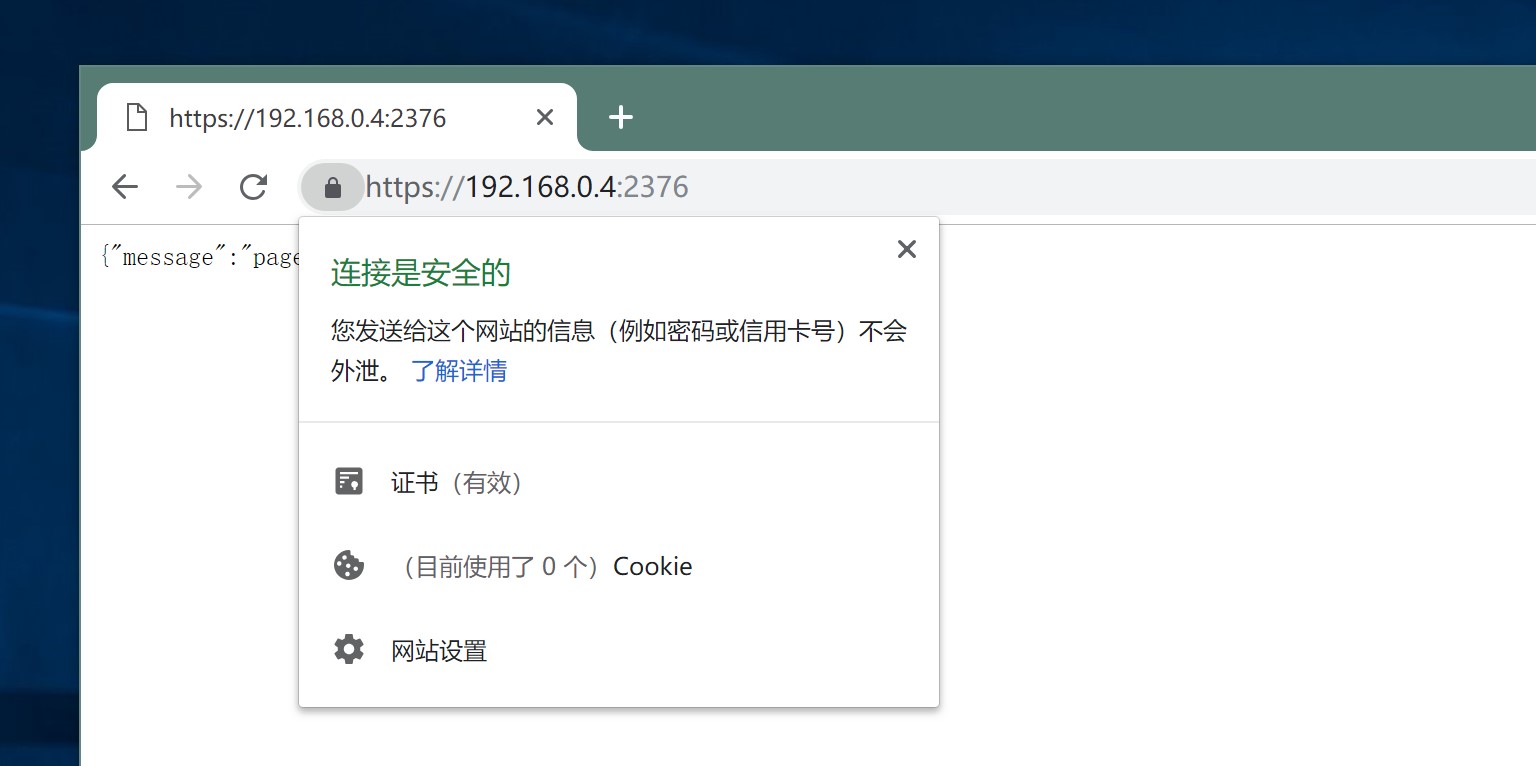 https://192.168.0.4:2376
https://192.168.0.4:2376
{"message":"page
连接是安全的
您发送给这个网站的信息（例如密码或信用卡号）不会
外泄。 了解详情
证书（有效）
（目前使用了 0 个）Cookie
网站设置